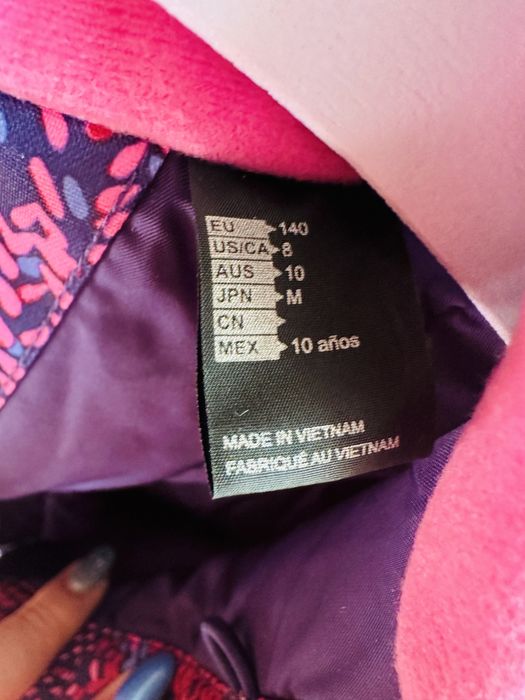 EU 140
US/CA 8
AUS 10
JPN M
CN
MEX 10 años
MADE IN VIETNAM
FABRIQUÉ AU VIETNAM